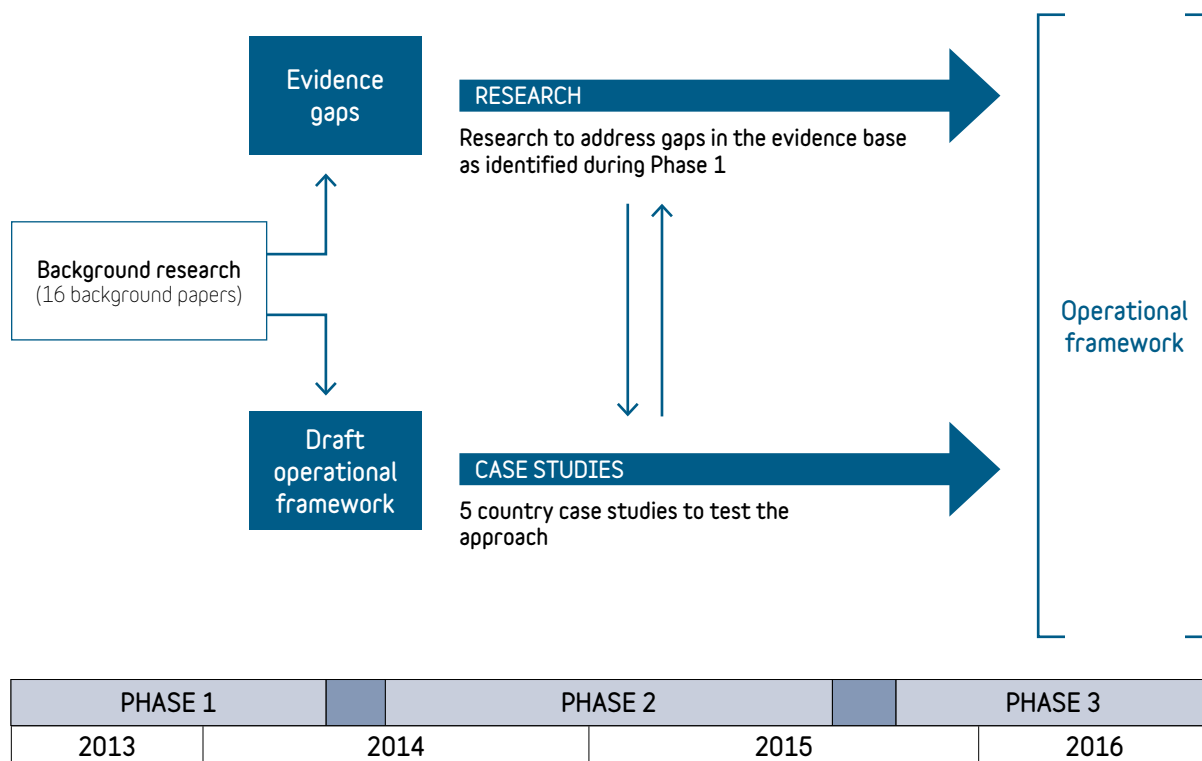 Evidence
gaps
RESEARCH
Research to address gaps in the evidence base
as identified during Phase 1
Background research
(16 background papers)
Operational
framework
Draft
operational
framework
CASE STUDIES
5 country case studies to test the
approach
PHASE 1
PHASE 2
PHASE 3
2013
2014
2015
2016